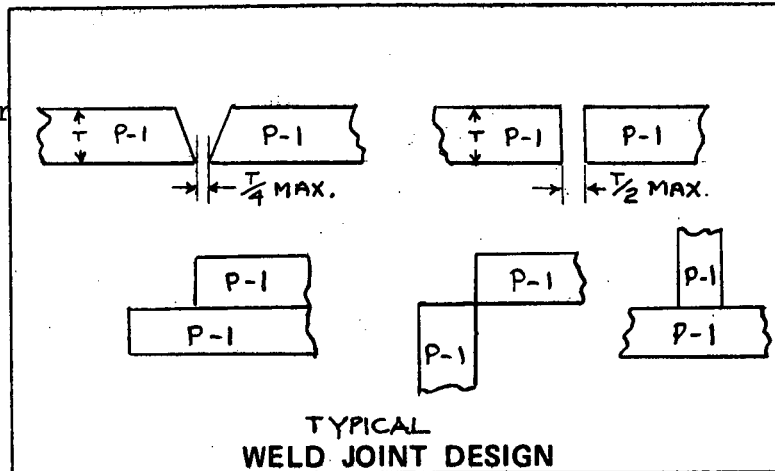 r
T P-1 P-1 T P-1 P-1
T/4 MAX. T/2 MAX.
P-1 P-1 P-1
P-1 P-1 P-1
TYPICAL
WELD JOINT DESIGN